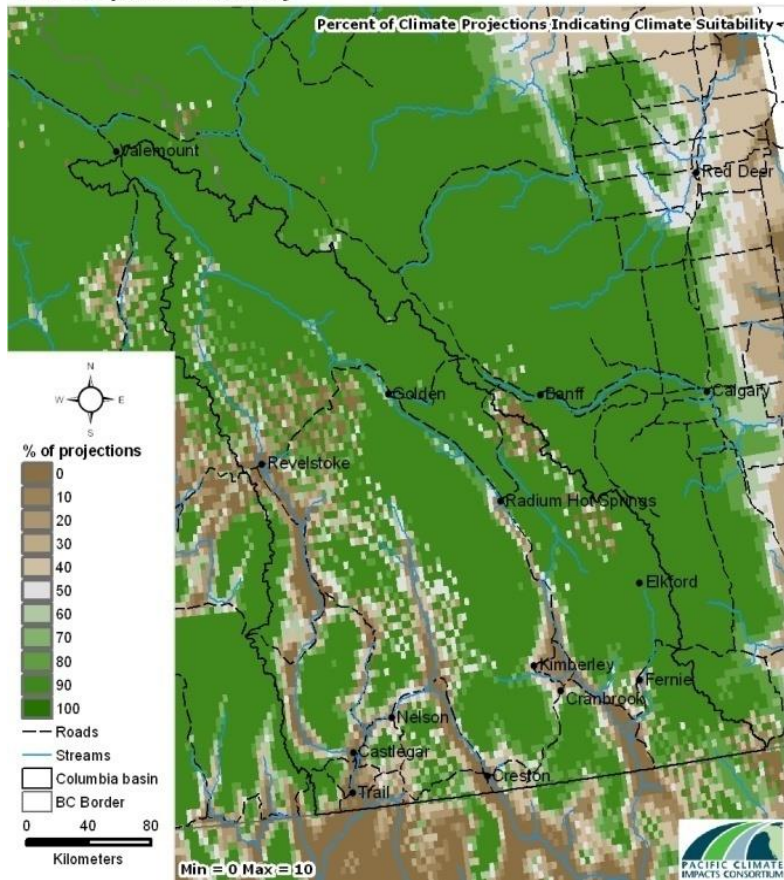 Percent of Climate Projections Indicating Climate Suitability
Valemount
Red Deer
Golden
Banff
Calgary
Revelstoke
Radium Hot Springs
Elkford
Kimberley
Fernie
Cranbrook
Nelson
Castlegar
Creston
Trail
N
W E
S
% of projections
0
10
20
30
40
50
60
70
80
90
100
Roads
Streams
Columbia basin
BC Border
0 40 80
Kilometers
Min = 0 Max = 10
PACIFIC CLIMATE
IMPACTS CONSORTIUM